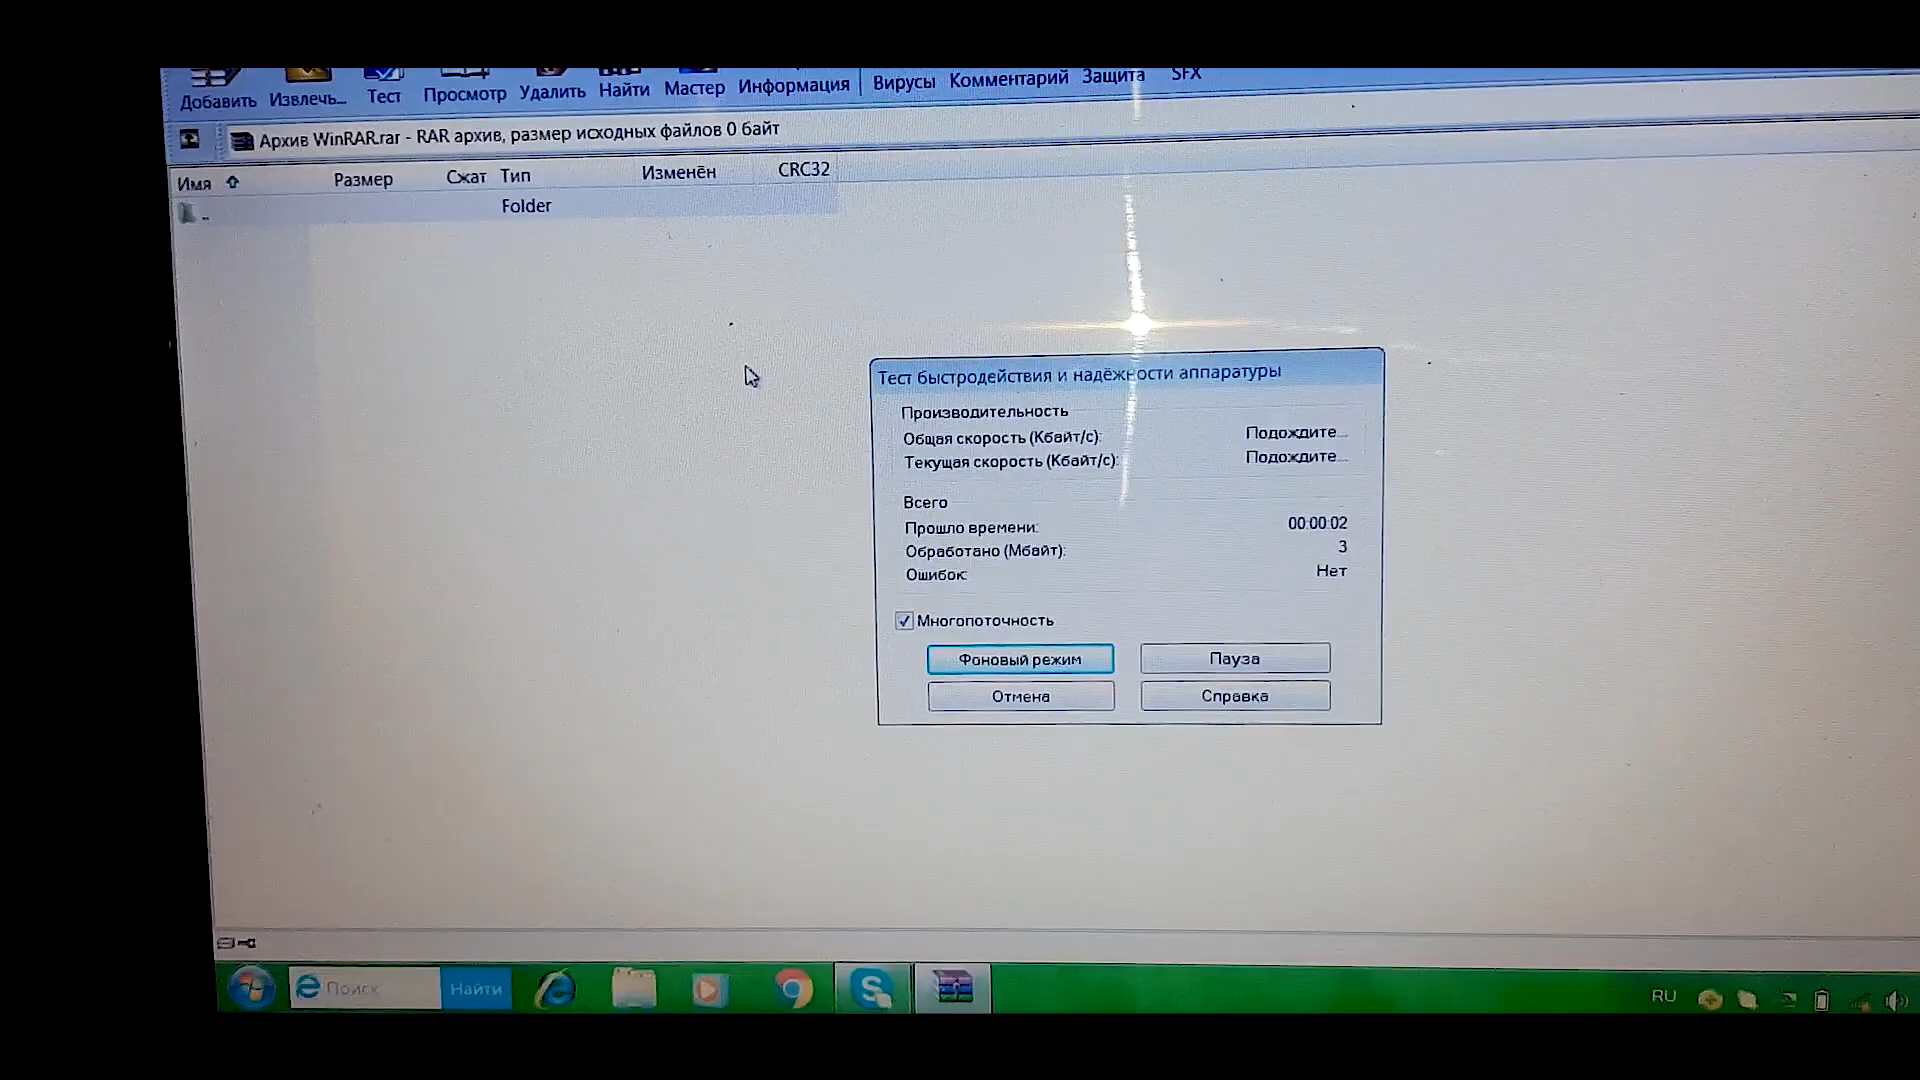 Добавить Извлечь... Тест Просмотр Удалить Найти Мастер Информация Вирусы Комментарий Защита SFX
Архив WinRAR.rar - RAR архив, размер исходных файлов 0 байт
Имя Размер Сжат Тип Изменён CRC32
.. Folder
Тест быстродействия и надёжности аппаратуры
Производительность
Общая скорость (Кбайт/с): Подождите...
Текущая скорость (Кбайт/с): Подождите...
Всего
Прошло времени: 00:00:02
Обработано (Мбайт): 3
Ошибок: Нет
Многопоточность
Фоновый режим Пауза
Отмена Справка
Поиск Найти RU